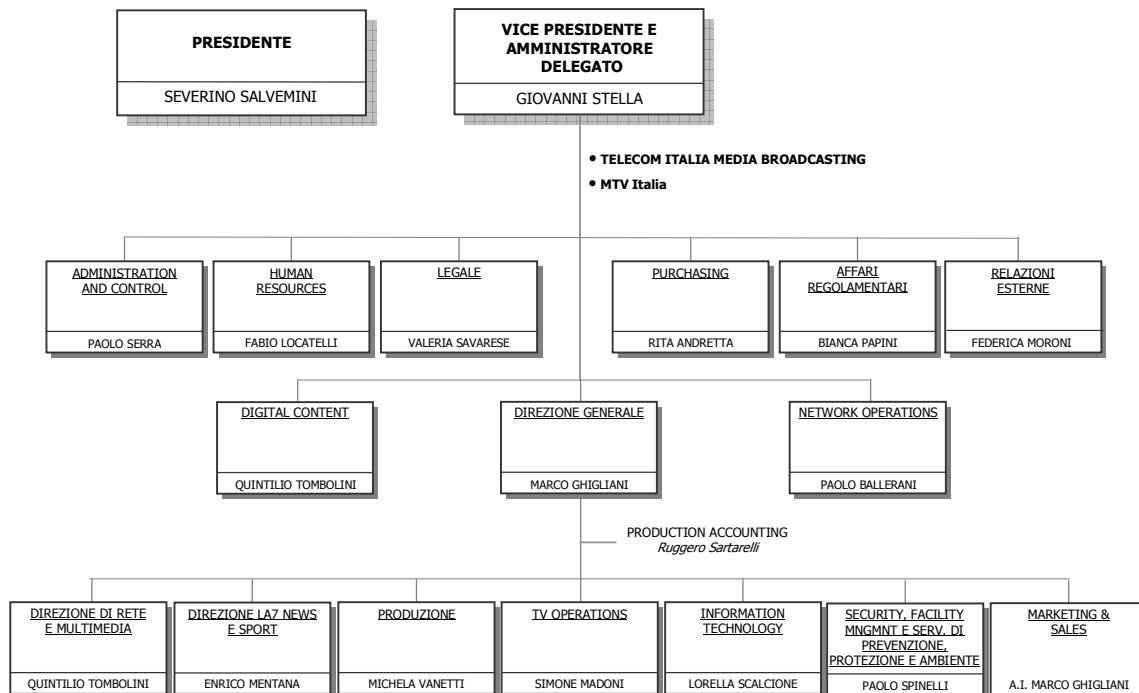 PRESIDENTE
SEVERINO SALVEMINI
VICE PRESIDENTE E
AMMINISTRATORE
DELEGATO
GIOVANNI STELLA
• TELECOM ITALIA MEDIA BROADCASTING
• MTV Italia
ADMINISTRATION
AND CONTROL
PAOLO SERRA
HUMAN
RESOURCES
FABIO LOCATELLI
LEGALE
VALERIA SAVARESE
PURCHASING
RITA ANDRETTA
AFFARI
REGOLAMENTARI
BIANCA PAPINI
RELAZIONI
ESTERNE
FEDERICA MORONI
DIGITAL CONTENT
QUINTILIO TOMBOLINI
DIREZIONE GENERALE
MARCO GHIGLIANI
NETWORK OPERATIONS
PAOLO BALLERANI
PRODUCTION ACCOUNTING
Ruggero Sartarelli
DIREZIONE DI RETE
E MULTIMEDIA
QUINTILIO TOMBOLINI
DIREZIONE LA7 NEWS
E SPORT
ENRICO MENTANA
PRODUZIONE
MICHELA VANETTI
TV OPERATIONS
SIMONE MADONI
INFORMATION
TECHNOLOGY
LORELLA SCALCIONE
SECURITY, FACILITY
MNGMNT E SERV. DI
PREVENZIONE,
PROTEZIONE E AMBIENTE
PAOLO SPINELLI
MARKETING &
SALES
A.I. MARCO GHIGLIANI